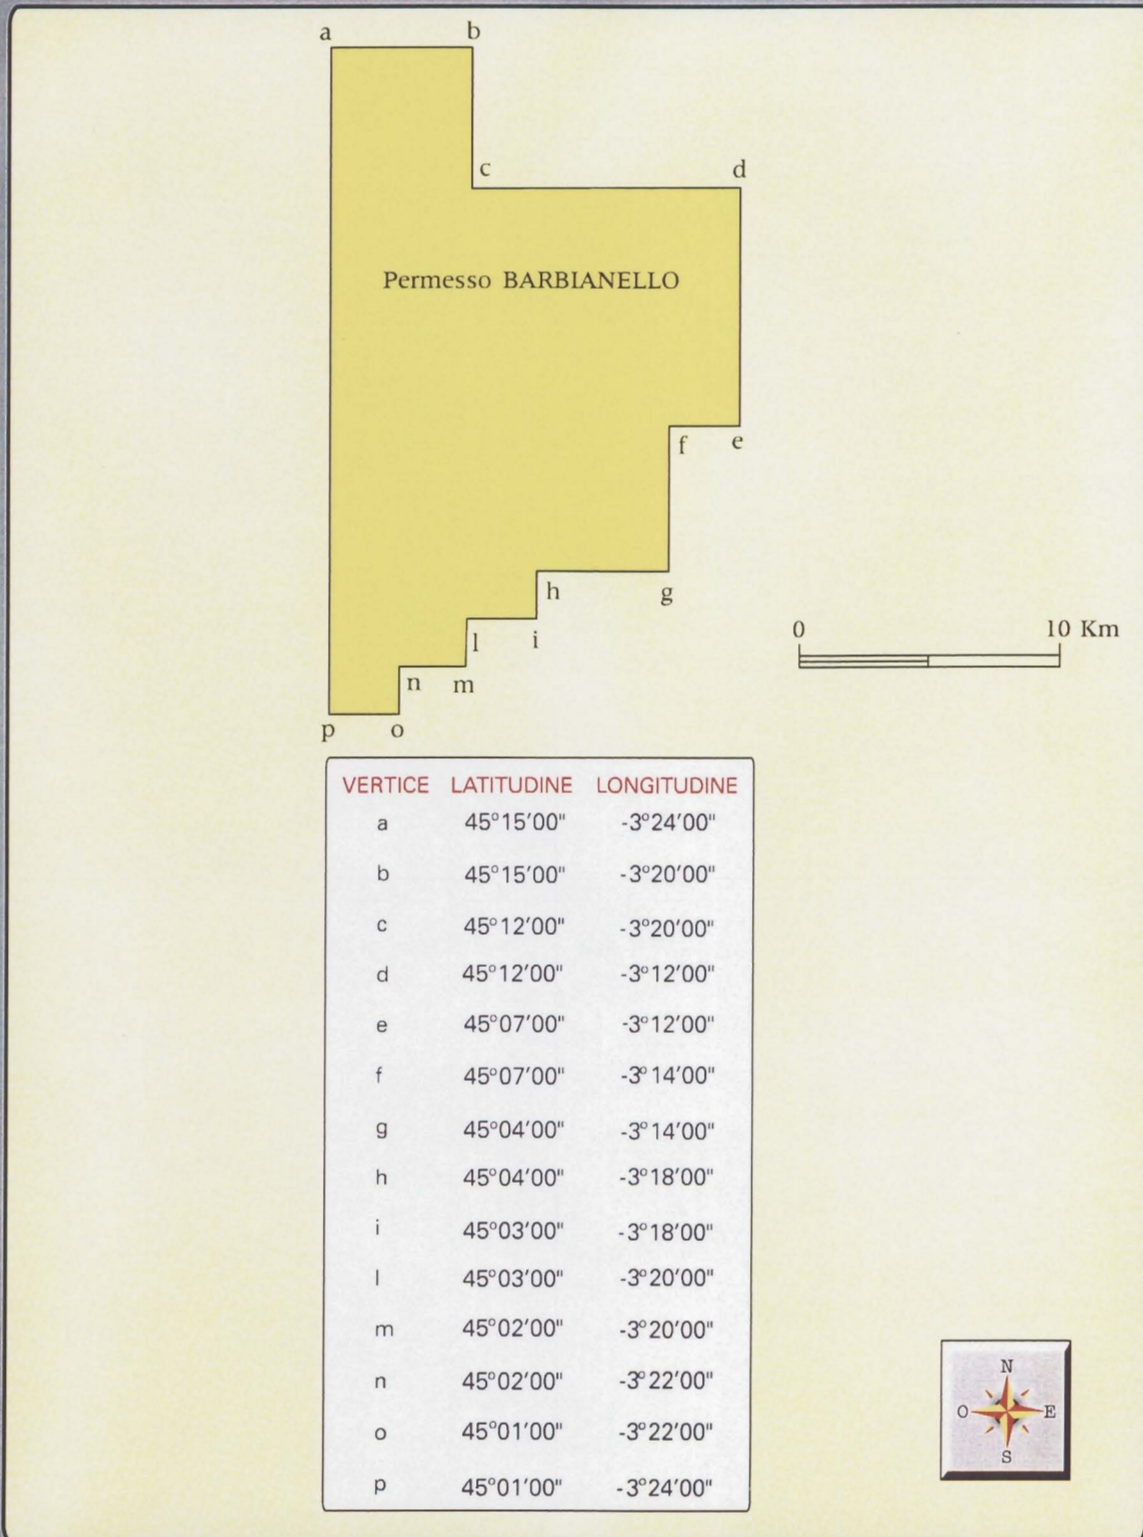 a b
c d
Permesso BARBIANELLO
f e
h g
0 10 Km
l i
n m
p o
VERTICE LATITUDINE LONGITUDINE
a 45°15'00" -3°24'00"
b 45°15'00" -3°20'00"
c 45°12'00" -3°20'00"
d 45°12'00" -3°12'00"
e 45°07'00" -3°12'00"
f 45°07'00" -3°14'00"
g 45°04'00" -3°14'00"
h 45°04'00" -3°18'00"
i 45°03'00" -3°18'00"
l 45°03'00" -3°20'00"
m 45°02'00" -3°20'00"
n 45°02'00" -3°22'00"
o 45°01'00" -3°22'00"
p 45°01'00" -3°24'00"
N
O E
S